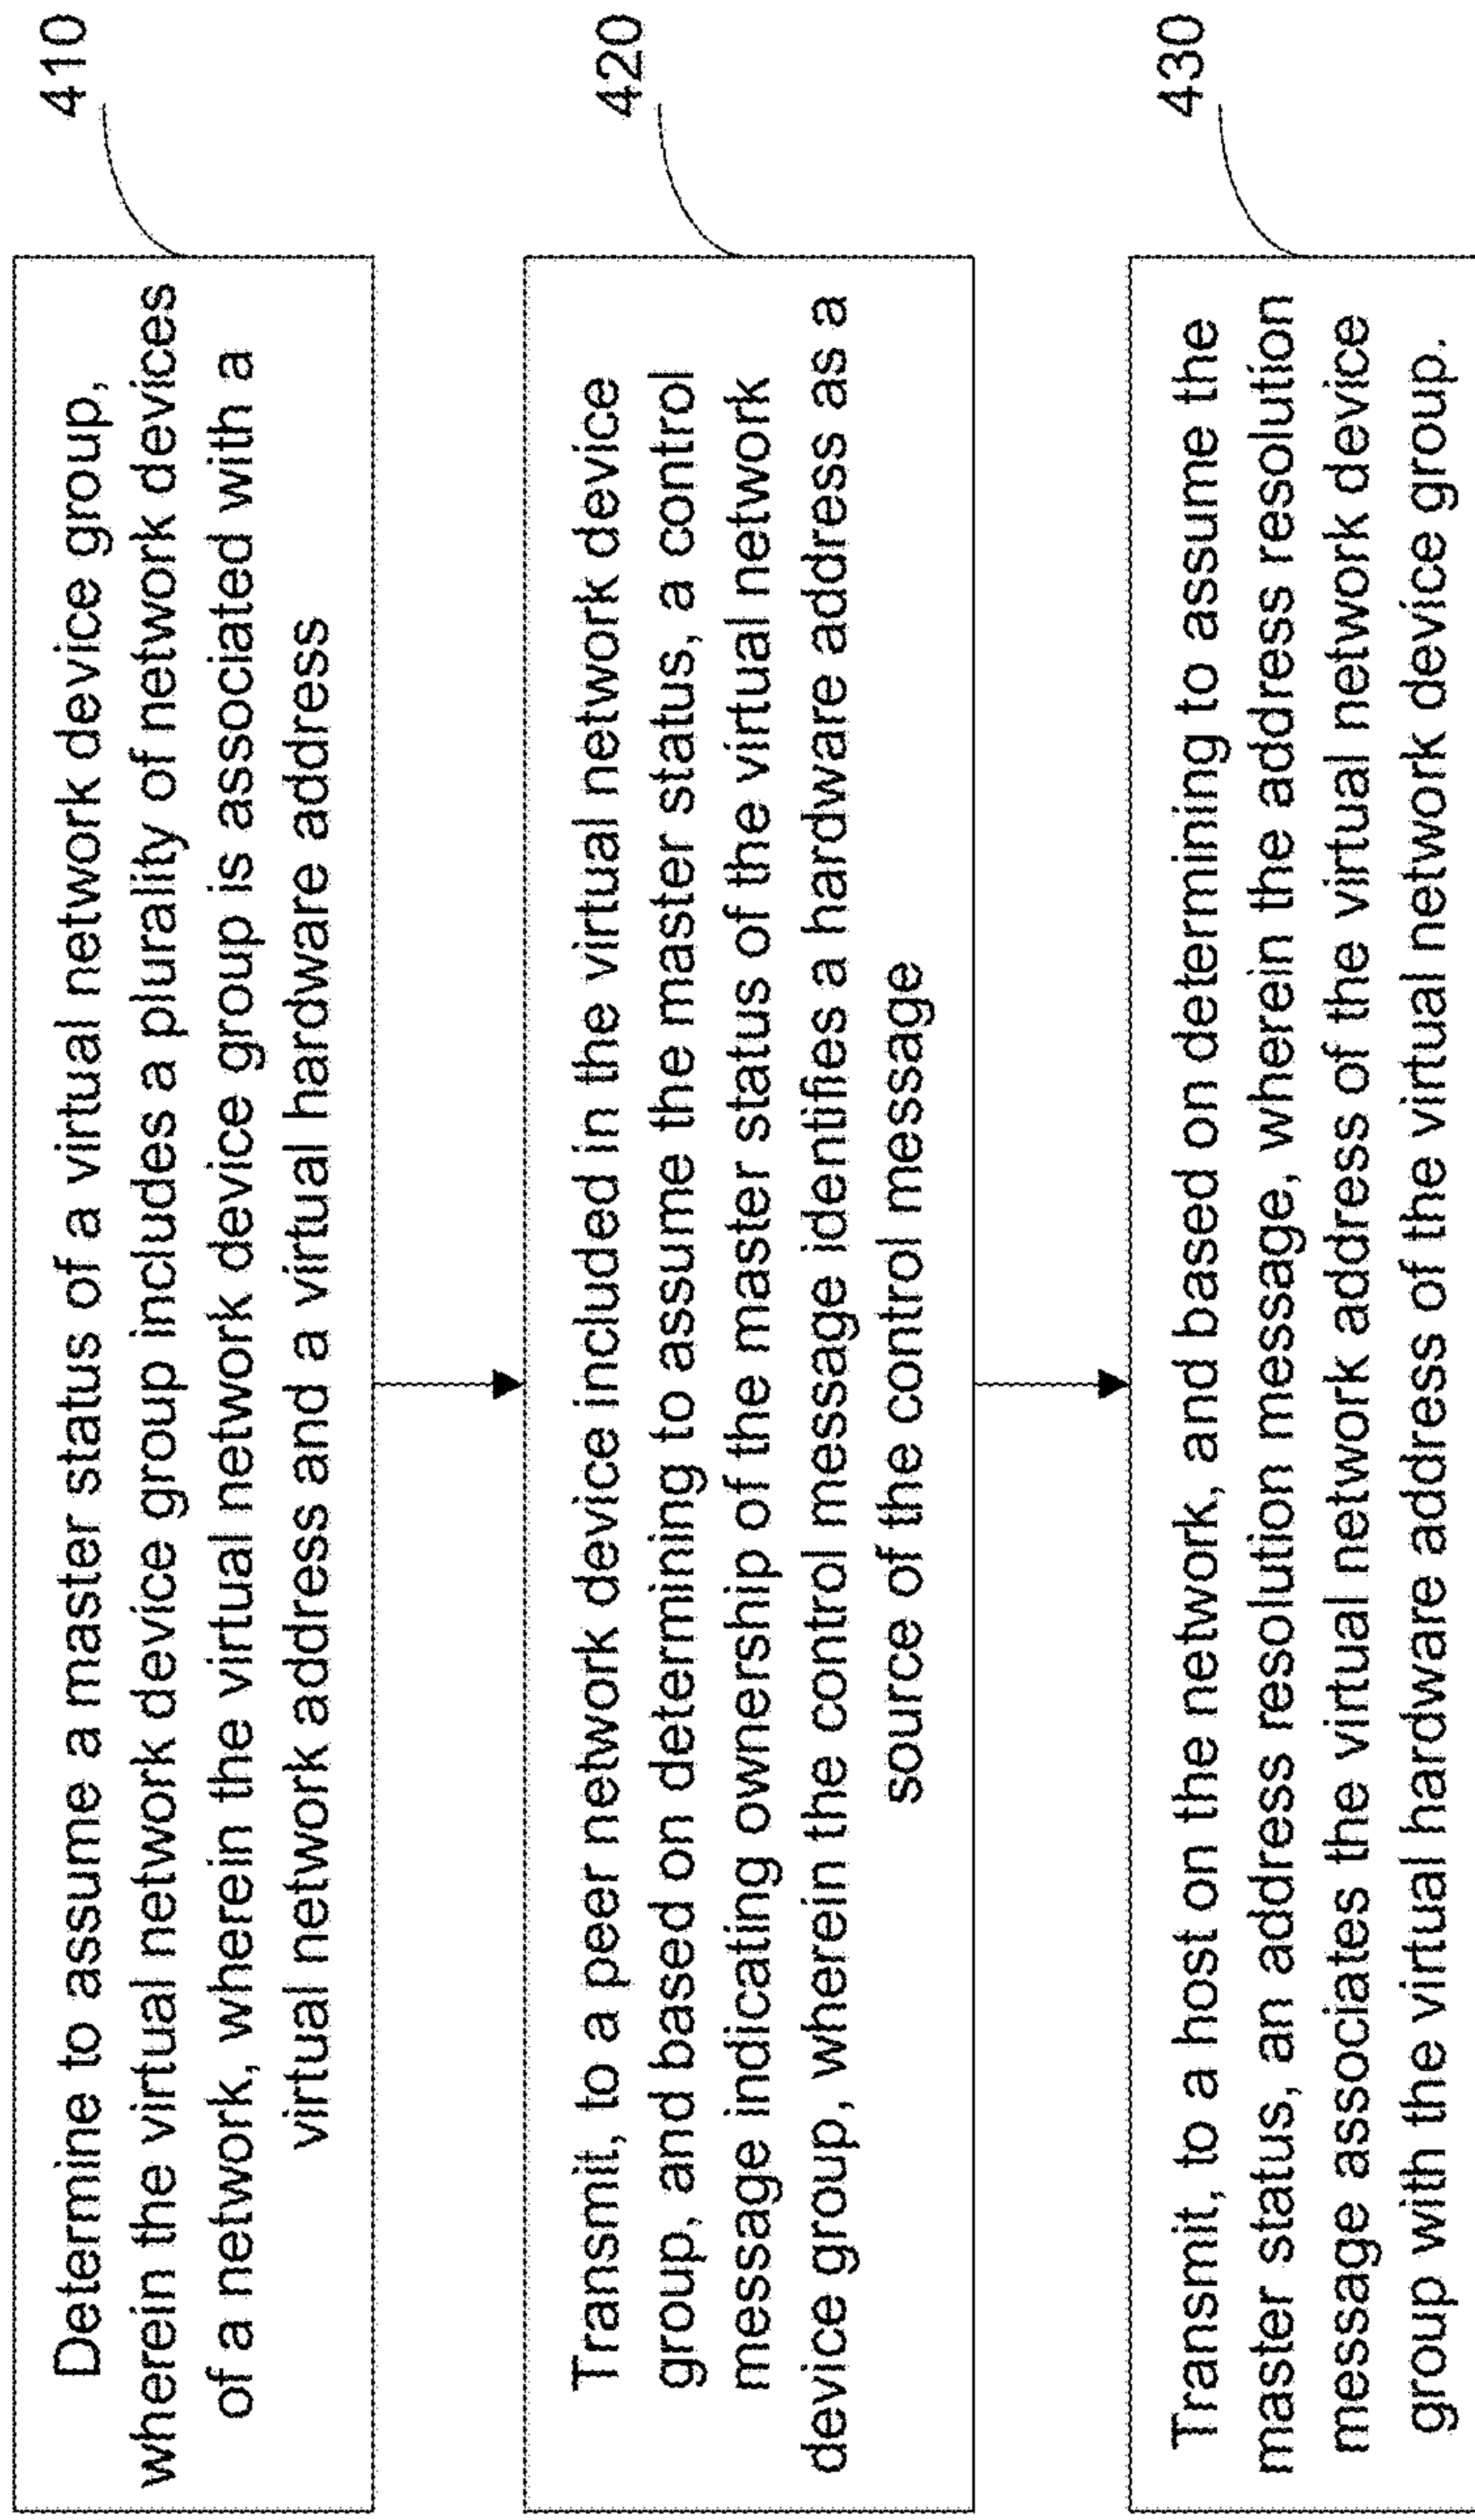 410
Determine to assume a master status of a virtual network device group,
wherein the virtual network device group includes a plurality of network devices
of a network, wherein the virtual network device group is associated with a
virtual network address and a virtual hardware address
420
Transmit, to a peer network device included in the virtual network device
group, and based on determining to assume the master status, a control
message indicating ownership of the master status of the virtual network
device group, wherein the control message identifies a hardware address as a
source of the control message
430
Transmit, to a host on the network, and based on determining to assume the
master status, an address resolution message, wherein the address resolution
message associates the virtual network address of the virtual network device
group with the virtual hardware address of the virtual network device group.